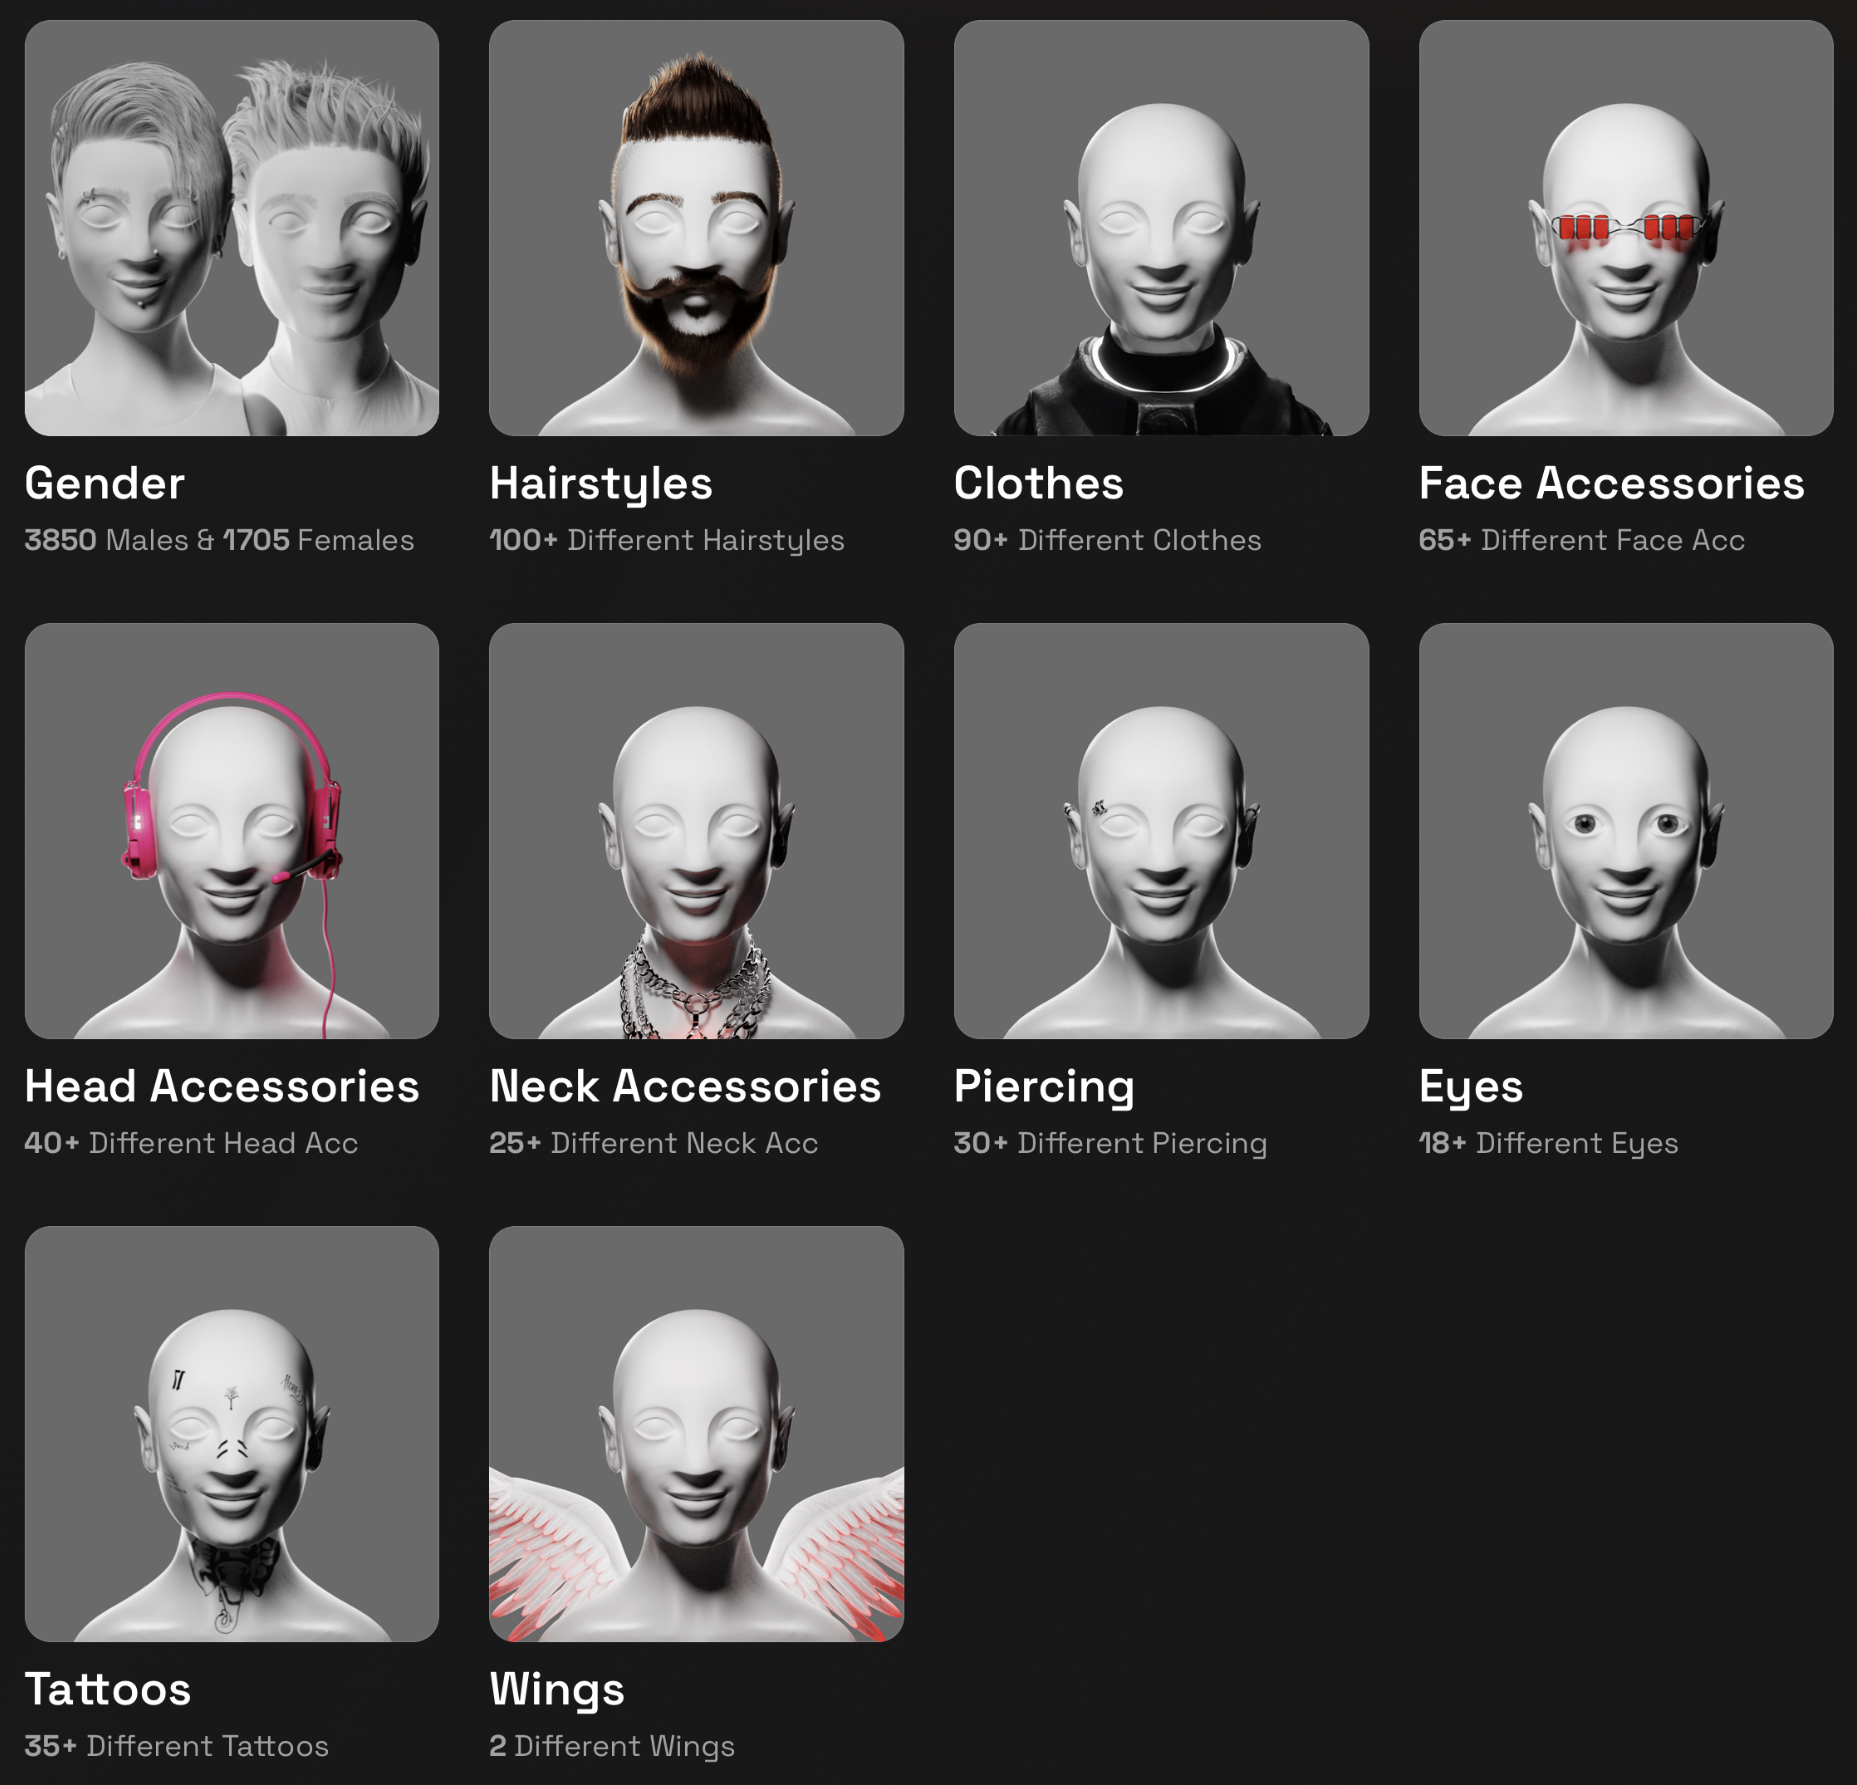 Gender
3850 Males & 1705 Females
Hairstyles
100+ Different Hairstyles
Clothes
90+ Different Clothes
Face Accessories
65+ Different Face Acc
Head Accessories
40+ Different Head Acc
Neck Accessories
25+ Different Neck Acc
Piercing
30+ Different Piercing
Eyes
18+ Different Eyes
Tattoos
35+ Different Tattoos
Wings
2 Different Wings